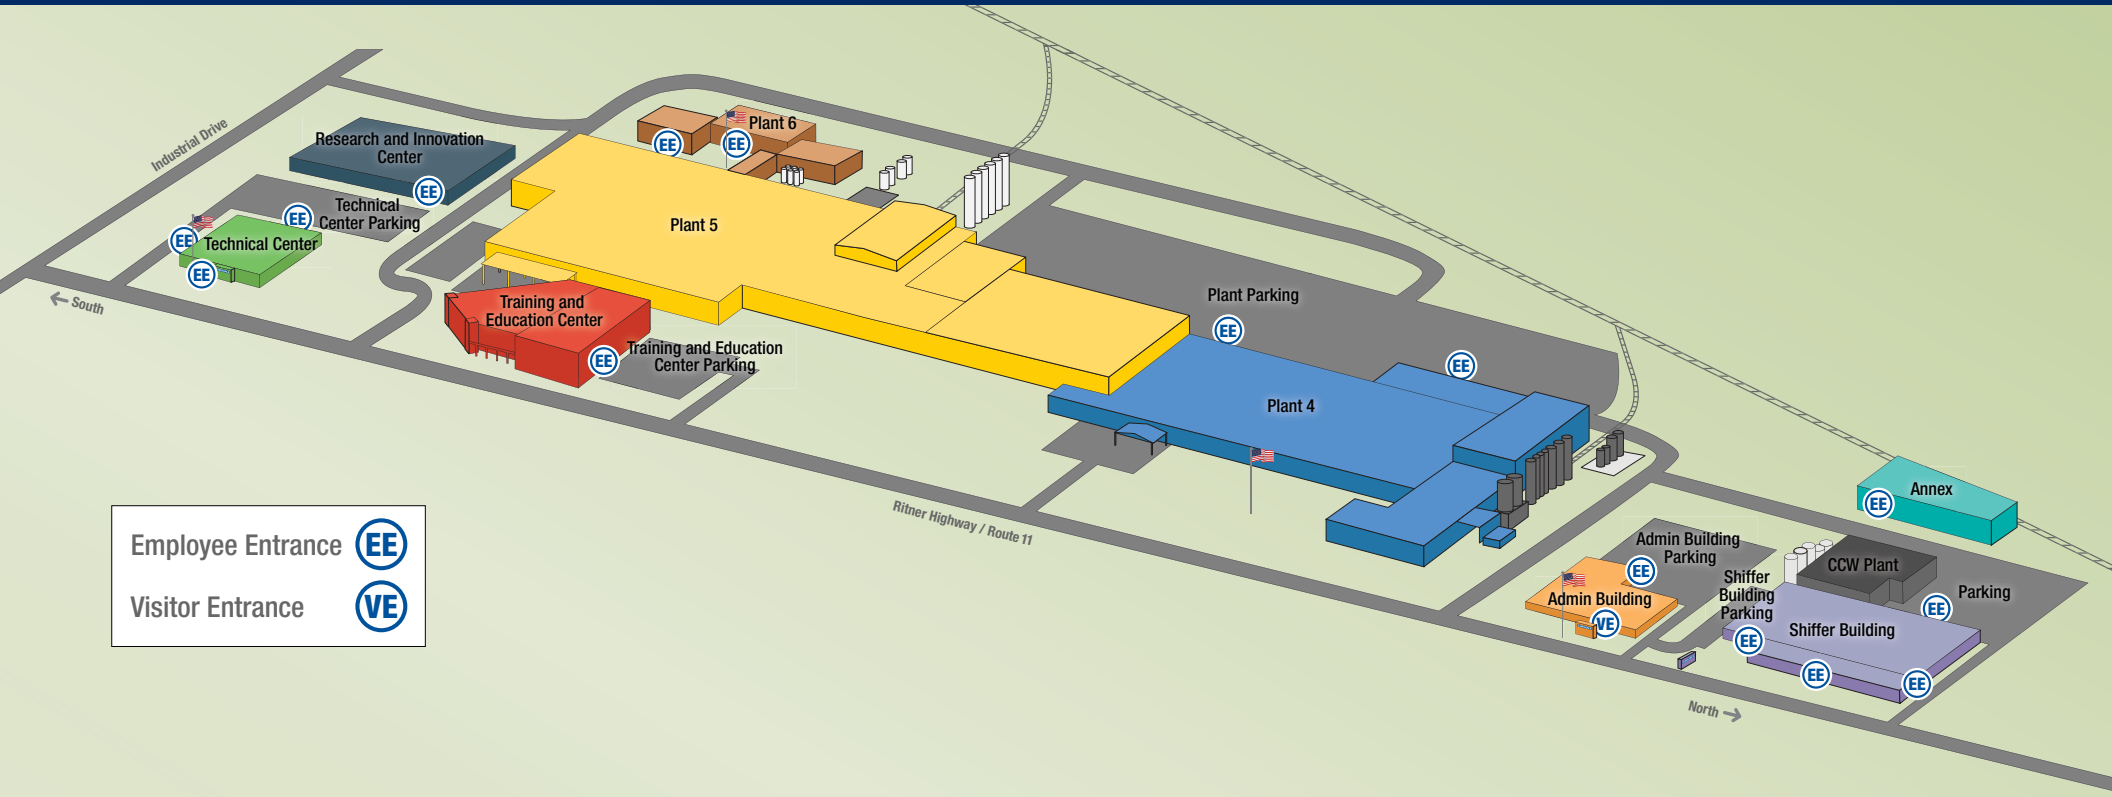 Industrial Drive
Research and Innovation
Center
EE
Technical
Center Parking
EE
EE
Technical Center
EE
← South
Plant 6
EE
EE
Plant 5
Training and
Education Center
EE
Training and Education
Center Parking
Plant Parking
EE
EE
Plant 4
Ritner Highway / Route 11
Annex
EE
Admin Building
Parking
EE
Admin Building
VE
Shiffer
Building
Parking
EE
CCW Plant
Parking
EE
Shiffer Building
EE
EE
North →
Employee Entrance EE
Visitor Entrance VE